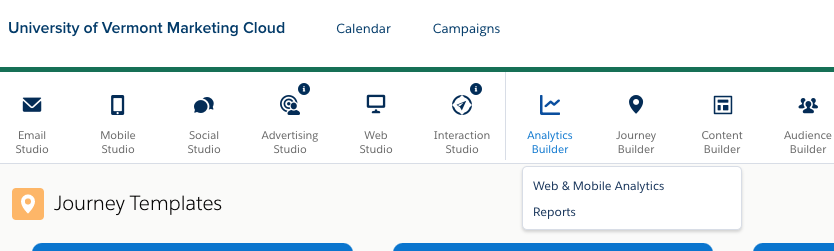 University of Vermont Marketing Cloud
Calendar
Campaigns
Email
Studio
Mobile
Studio
Social
Studio
Advertising
Studio
Web
Studio
Interaction
Studio
Analytics
Builder
Journey
Builder
Content
Builder
Audience
Builder
Web & Mobile Analytics
Reports
Journey Templates